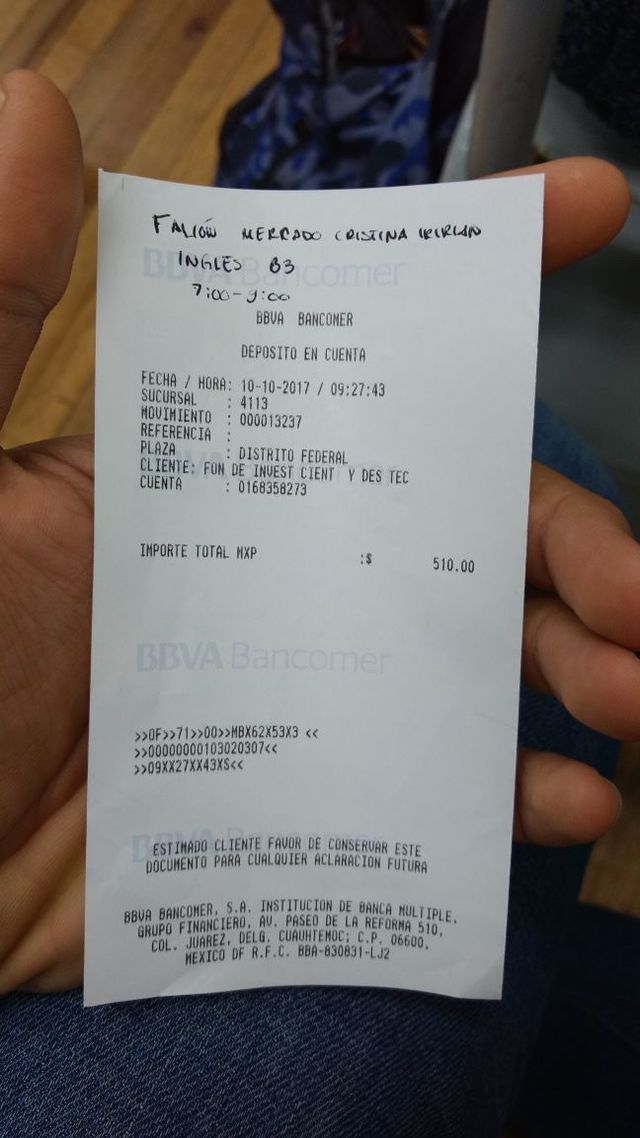 MERCADO CRISTINA
INGLES B3
7:00-9:00
BBVA Bancomer
BBVA BANCOMER
DEPOSITO EN CUENTA
FECHA / HORA: 10-10-2017 / 09:27:43
SUCURSAL : 4113
MOVIMIENTO : 000013237
REFERENCIA :
PLAZA : DISTRITO FEDERAL
CLIENTE: FON DE INVEST CIENT Y DES TEC
CUENTA : 0168358273
IMPORTE TOTAL MXP :$ 510.00
BBVA Bancomer
>>0F>>71>>00>>MBX62X53X3 <<
>>00000000103020307<<
>>09XX27XX43XS<<
ESTIMADO CLIENTE FAVOR DE CONSERVAR ESTE
DOCUMENTO PARA CUALQUIER ACLARACION FUTURA
BBVA BANCOMER, S.A. INSTITUCION DE BANCA MULTIPLE,
GRUPO FINANCIERO, AV. PASEO DE LA REFORMA 510,
COL. JUAREZ, DELG. CUAUHTEMOC; C.P. 06600,
MEXICO DF R.F.C. BBA-830831-LJ2